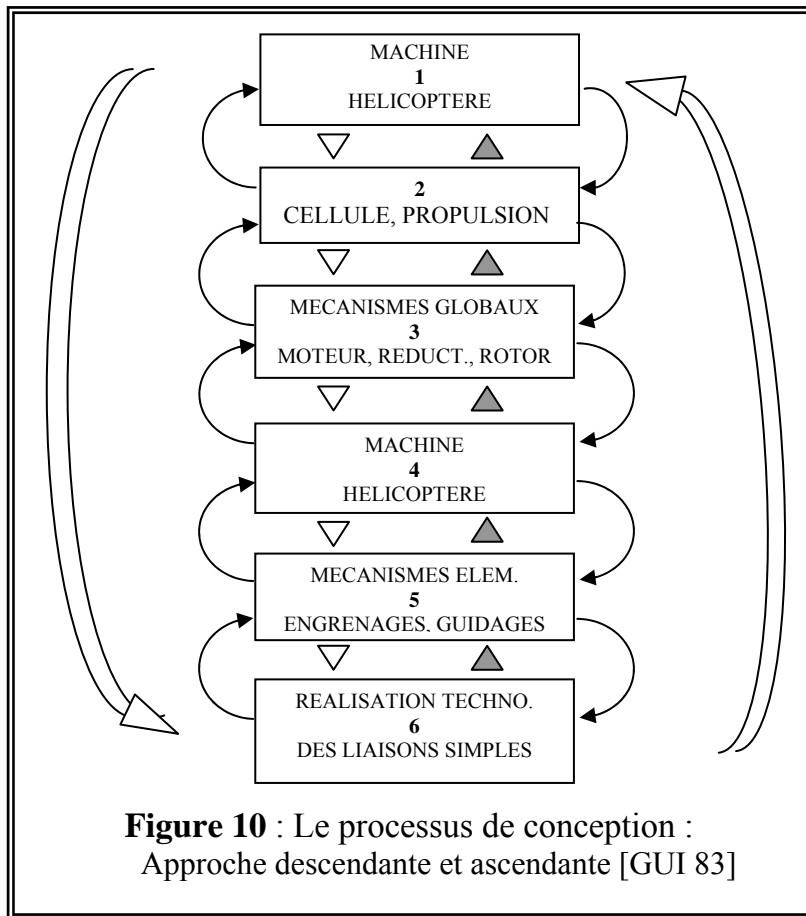 MACHINE
1
HELICOPTERE
2
CELLULE, PROPULSION
MECANISMES GLOBAUX
3
MOTEUR, REDUCT., ROTOR
MACHINE
4
HELICOPTERE
MECANISMES ELEM.
5
ENGRENAGES, GUIDAGES
REALISATION TECHNO.
6
DES LIAISONS SIMPLES
Figure 10 : Le processus de conception :
Approche descendante et ascendante [GUI 83]